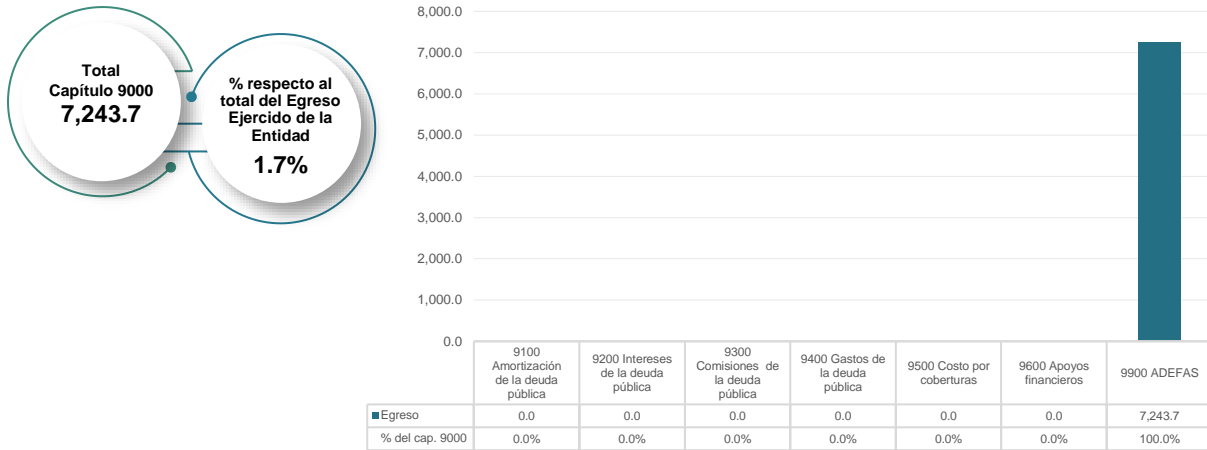 Total
Capítulo 9000
7,243.7
% respecto al
total del Egreso
Ejercido de la
Entidad
1.7%
8,000.0
7,000.0
6,000.0
5,000.0
4,000.0
3,000.0
2,000.0
1,000.0
0.0
9100
Amortización
de la deuda
pública
9200 Intereses
de la deuda
pública
9300
Comisiones de
la deuda
pública
9400 Gastos de
la deuda
pública
9500 Costo por
coberturas
9600 Apoyos
financieros
9900 ADEFAS
Egreso 0.0 0.0 0.0 0.0 0.0 0.0 7,243.7
% del cap. 9000 0.0% 0.0% 0.0% 0.0% 0.0% 0.0% 100.0%